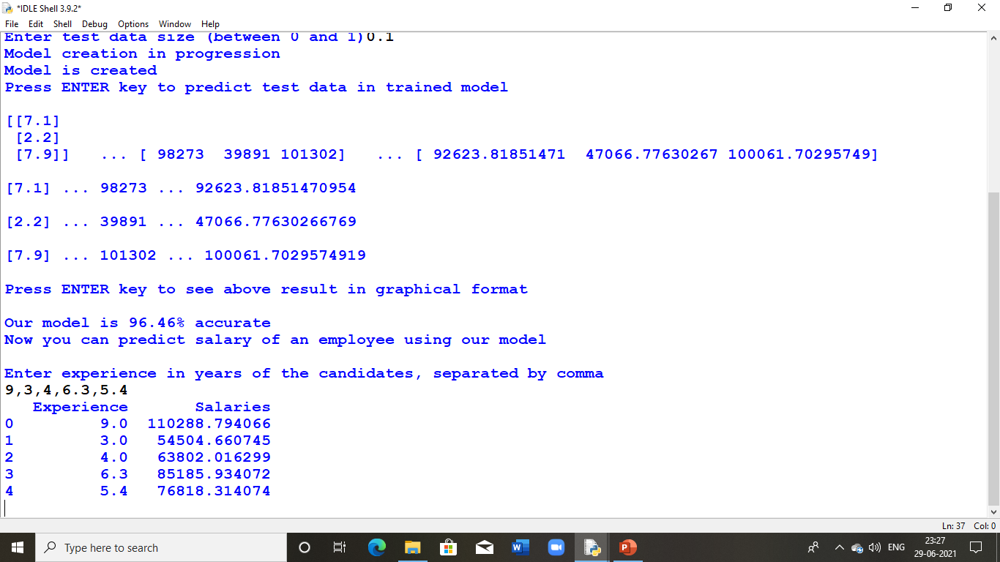 *IDLE Shell 3.9.2*
File Edit Shell Debug Options Window Help
Enter test data size (between 0 and 1)0.1
Model creation in progression
Model is created
Press ENTER key to predict test data in trained model
[[7.1]
[2.2]
[7.9]] ... [ 98273 39891 101302] ... [ 92623.81851471 47066.77630267 100061.70295749]
[7.1] ... 98273 ... 92623.81851470954
[2.2] ... 39891 ... 47066.77630266769
[7.9] ... 101302 ... 100061.7029574919
Press ENTER key to see above result in graphical format
Our model is 96.46% accurate
Now you can predict salary of an employee using our model
Enter experience in years of the candidates, separated by comma
9,3,4,6.3,5.4
Experience Salaries
0 9.0 110288.794066
1 3.0 54504.660745
2 4.0 63802.016299
3 6.3 85185.934072
4 5.4 76818.314074
Ln: 37 Col: 0
Type here to search
W
P
ENG
23:27
29-06-2021